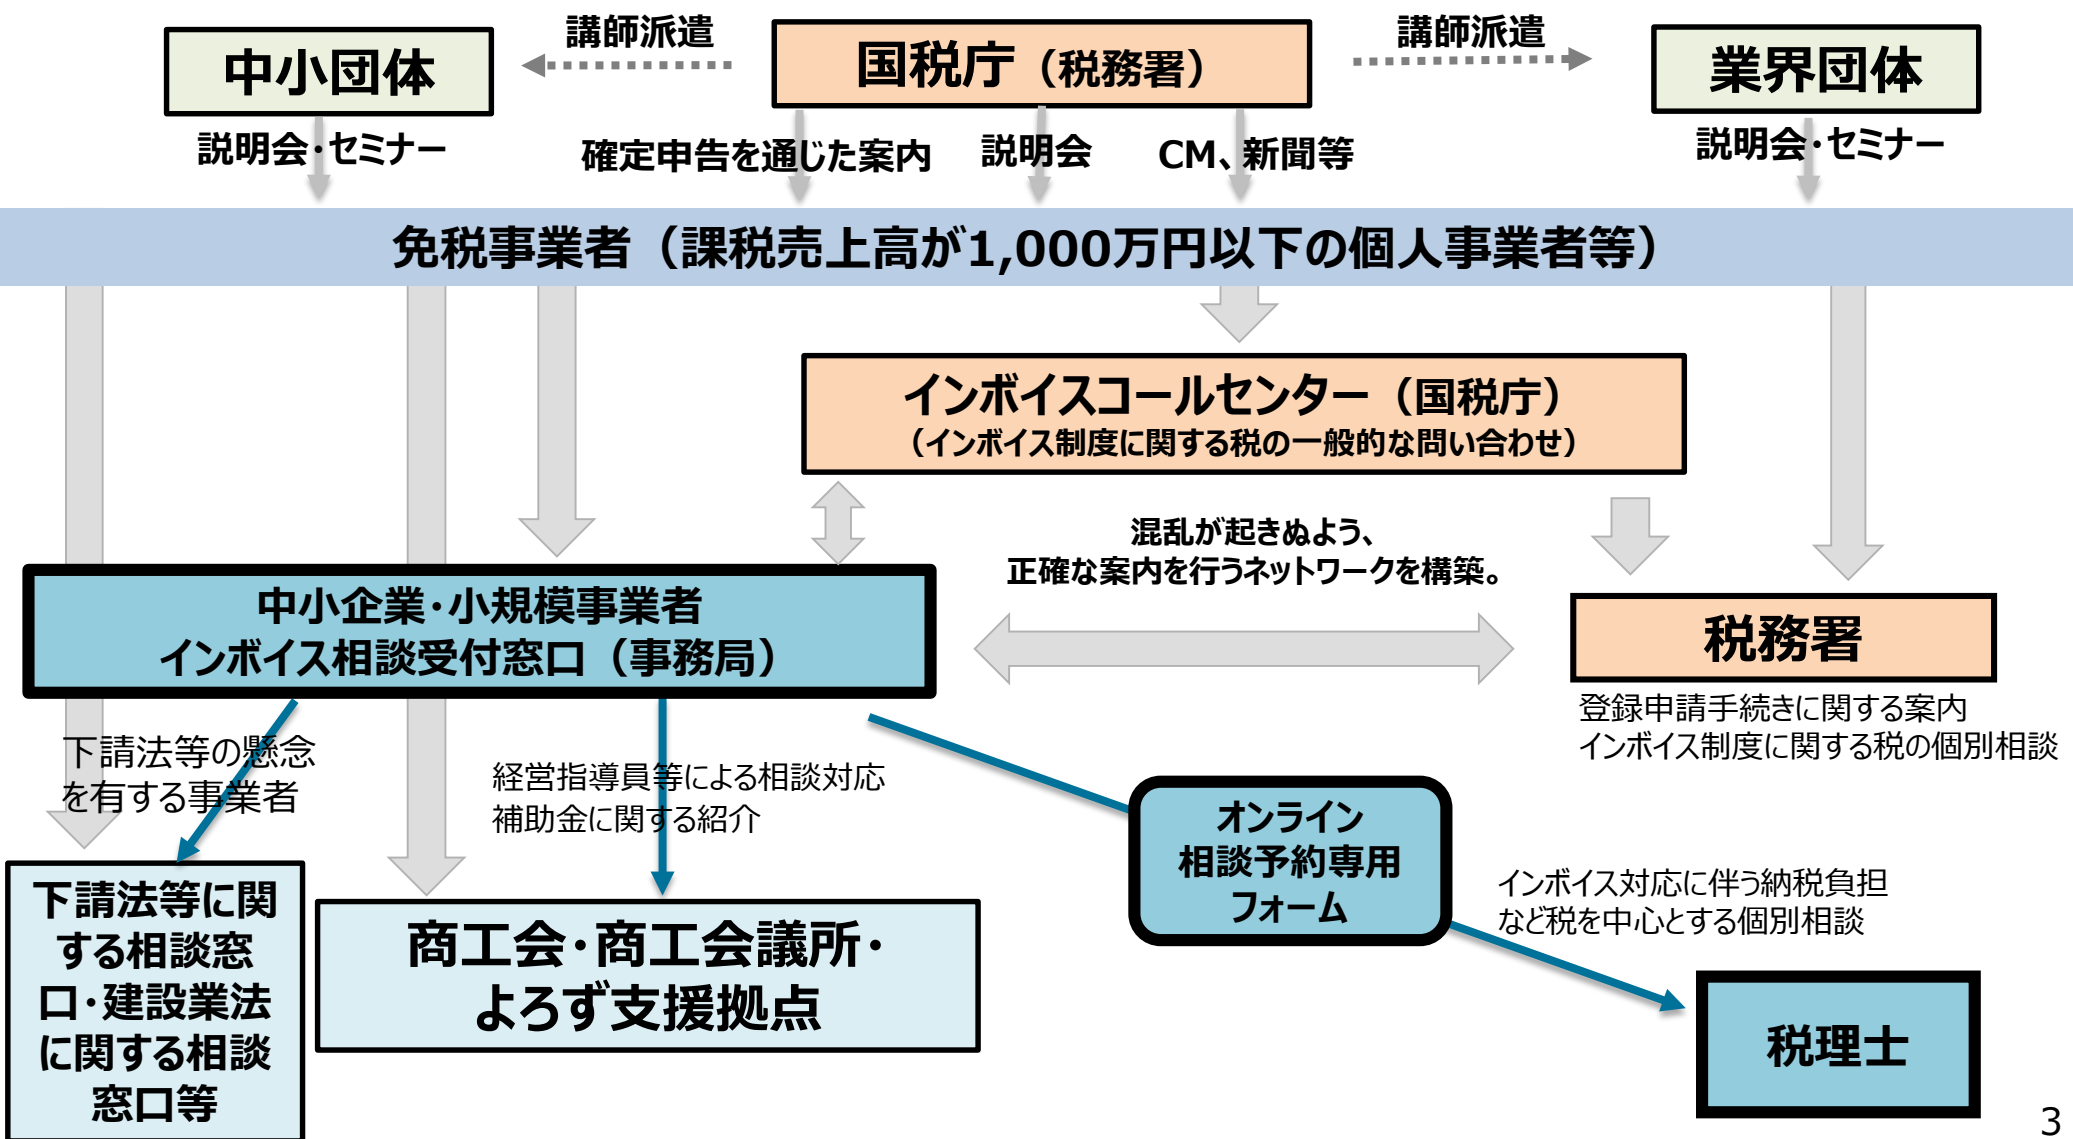 講師派遣
講師派遣
中小団体
国税庁（税務署）
業界団体
説明会・セミナー
確定申告を通じた案内
説明会
CM、新聞等
説明会・セミナー
免税事業者（課税売上高が1,000万円以下の個人事業者等）
インボイスコールセンター（国税庁）
（インボイス制度に関する税の一般的な問い合わせ）
混乱が起きぬよう、
正確な案内を行うネットワークを構築。
中小企業・小規模事業者
インボイス相談受付窓口（事務局）
税務署
登録申請手続きに関する案内
インボイス制度に関する税の個別相談
下請法等の懸念
を有する事業者
経営指導員等による相談対応
補助金に関する紹介
オンライン
相談予約専用
フォーム
インボイス対応に伴う納税負担
など税を中心とする個別相談
下請法等に関
する相談窓
口・建設業法
に関する相談
窓口等
商工会・商工会議所・
よろず支援拠点
税理士
3